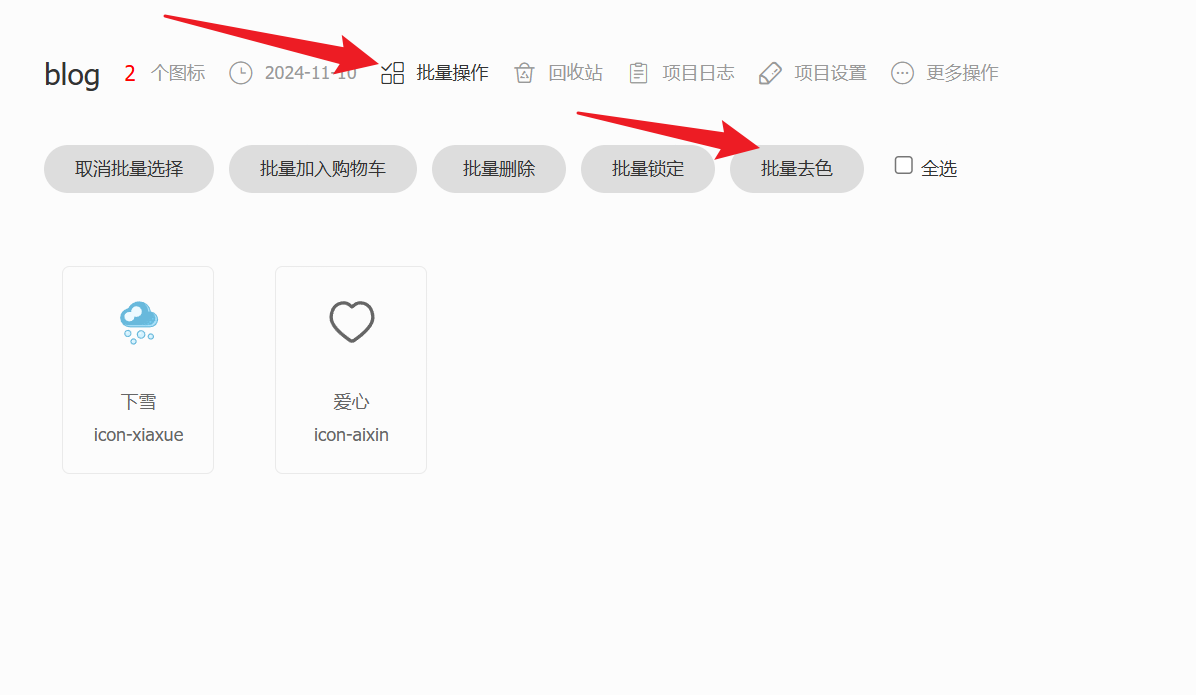 blog 2 个图标 2024-11-10 批量操作 回收站 项目日志 项目设置 更多操作
取消批量选择 批量加入购物车 批量删除 批量锁定 批量去色 全选
下雪 爱心
icon-xiaxue icon-aixin